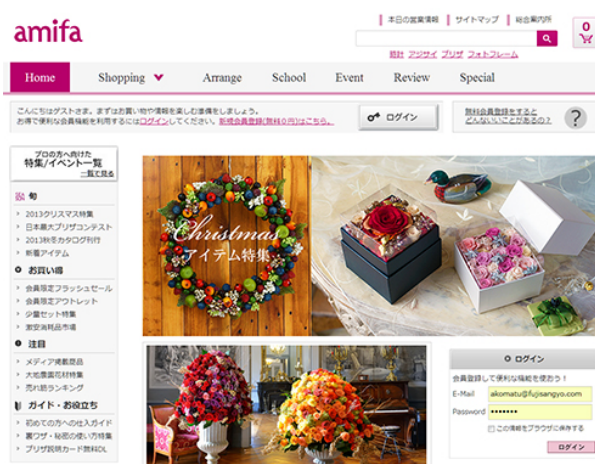 amifa
本日の営業情報
サイトマップ
総合案内所
0
時計 アジサイ プリザ フォトフレーム
Home
Shopping
Arrange
School
Event
Review
Special
こんにちはゲストさま。まずはお買い物や情報を楽しむ準備をしましょう。
お得で便利な会員機能を利用するにはログインしてください。新規会員登録(無料0円)はこちら。
ログイン
無料会員登録をすると
どんないいことがあるの？
?
プロの方へ向けた
特集/イベント一覧
一覧で見る
旬
2013クリスマス特集
日本最大プリザコンテスト
2013秋冬カタログ刊行
新着アイテム
お買い得
会員限定フラッシュセール
会員限定アウトレット
少量セット特集
激安消耗品市場
注目
メディア掲載商品
大地農園花材特集
売れ筋ランキング
ガイド・お役立ち
初めての方への仕入ガイド
裏ワザ・秘密の使い方特集
プリザ説明カード無料DL
Christmas
アイテム特集
ログイン
会員登録して便利な機能を使おう！
E-Mail
akomatu@fujisangyo.com
Password
この情報をブラウザに保存する
ログイン